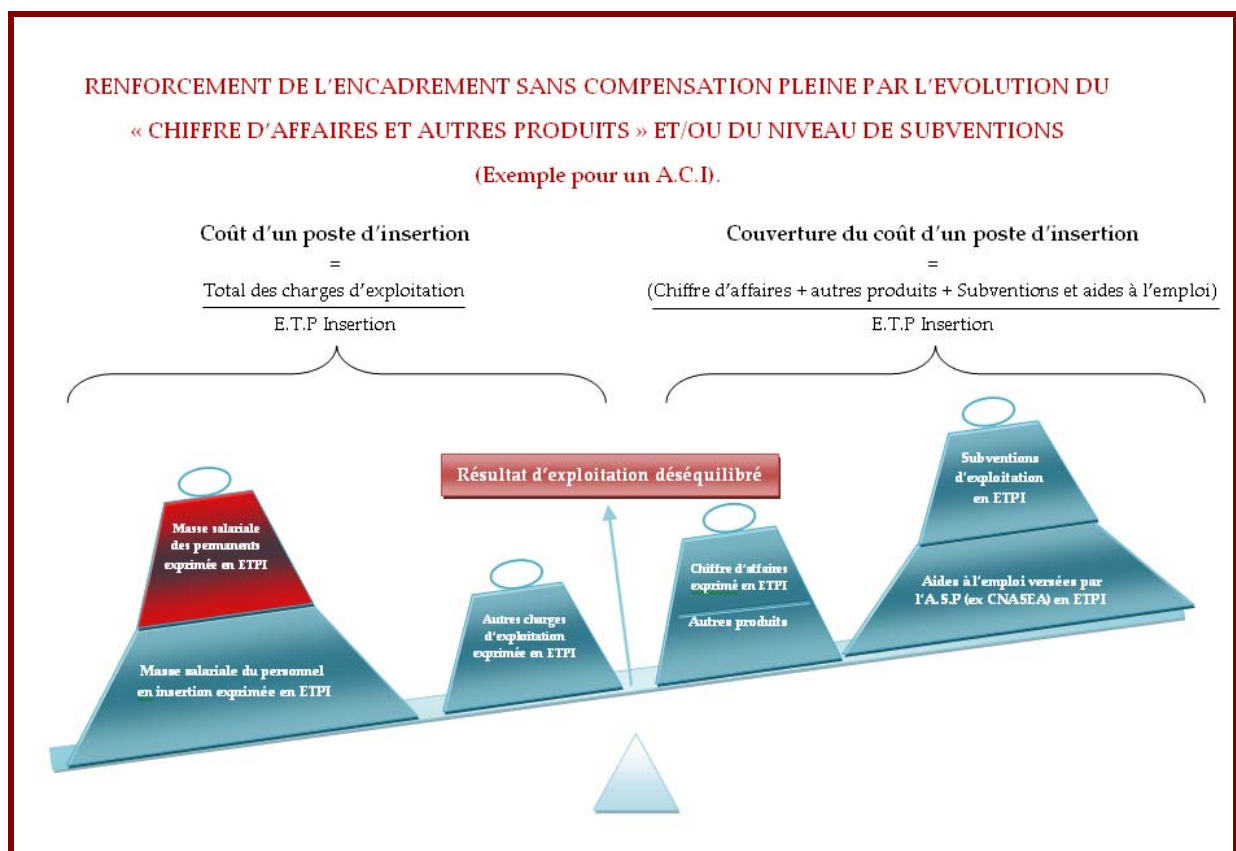 RENFORCEMENT DE L'ENCADREMENT SANS COMPENSATION PLEINE PAR L'EVOLUTION DU
« CHIFFRE D'AFFAIRES ET AUTRES PRODUITS » ET/OU DU NIVEAU DE SUBVENTIONS
(Exemple pour un A.C.I).
Coût d'un poste d'insertion
=
Total des charges d'exploitation
E.T.P Insertion
Couverture du coût d'un poste d'insertion
=
(Chiffre d'affaires + autres produits + Subventions et aides à l'emploi)
E.T.P Insertion
Résultat d'exploitation déséquilibré
Masse salariale
des permanents
exprimée en ETPI
Masse salariale du personnel
en insertion exprimée en ETPI
Autres charges
d'exploitation
exprimée en ETPI
Chiffre d'affaires
exprimé en ETPI
Autres produits
Subventions
d'exploitation
en ETPI
Aides à l'emploi versées par
l'A.S.P (ex CNASEA) en ETPI